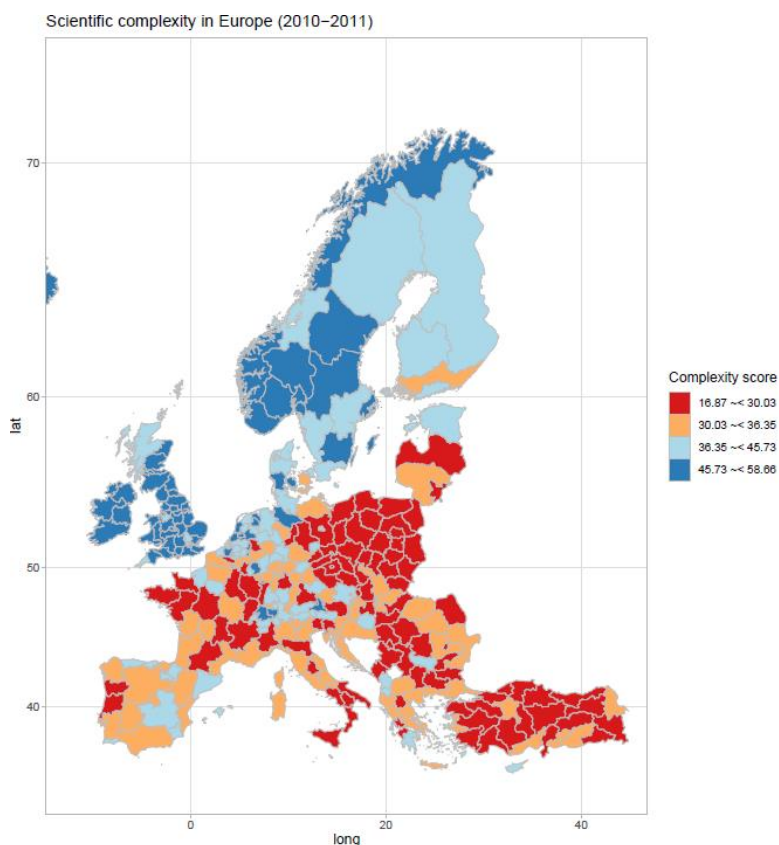 Scientific complexity in Europe (2010−2011)
70
60
50
40
lat
0
20
40
long
Complexity score
16.87 ~< 30.03
30.03 ~< 36.35
36.35 ~< 45.73
45.73 ~< 58.66